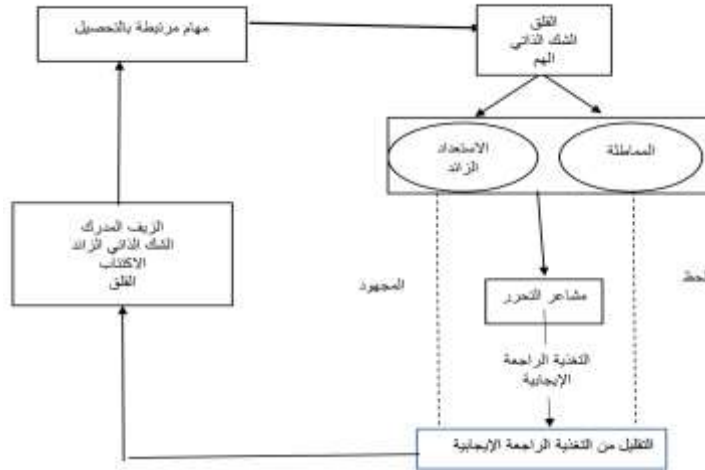 مهام مرتبطة بالتحصيل
القلق
الشك الذاتي
الهم
الاستعداد
الزائد
المماطلة
الزيف المدرك
الشك الذاتي الزائد
الاكتئاب
القلق
المجهود
مشاعر التحرر
التغذية الراجعة
الإيجابية
التقليل من التغذية الراجعة الإيجابية